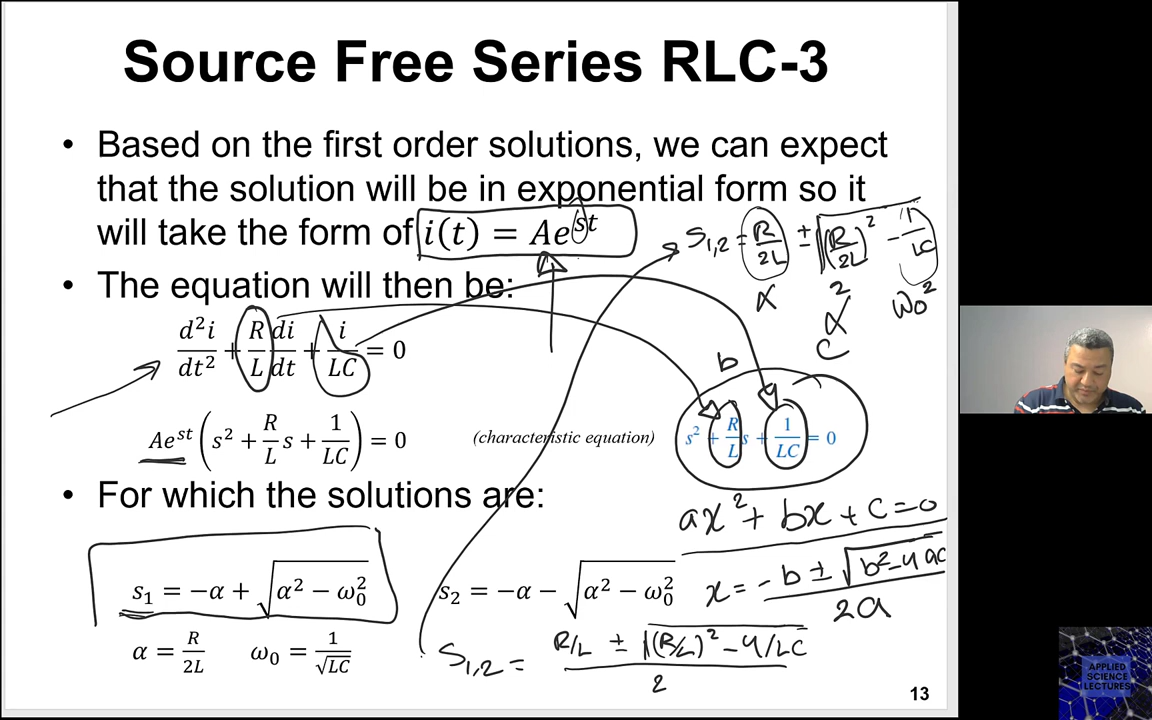 Source Free Series RLC-3
• Based on the first order solutions, we can expect
that the solution will be in exponential form so it
will take the form of i(t) = Ae^{st}
S_{1,2} = R/2L ± √((R/2L)² - 1/LC)
α α² ω₀²
• The equation will then be:
d²i/dt² + R/L di/dt + i/LC = 0
b C
Ae^{st} (s² + R/L s + 1/LC) = 0
(characteristic equation) s² + R/L s + 1/LC = 0
• For which the solutions are:
ax² + bx + c = 0
x = -b ± √(b² - 4ac) / 2a
s₁ = −α + √(α² − ω₀²) s₂ = −α − √(α² − ω₀²)
α = R/2L ω₀ = 1/√LC
S_{1,2} = R/L ± √((R/L)² - 4/LC) / 2
13
APPLIED
SCIENCE
LECTURES